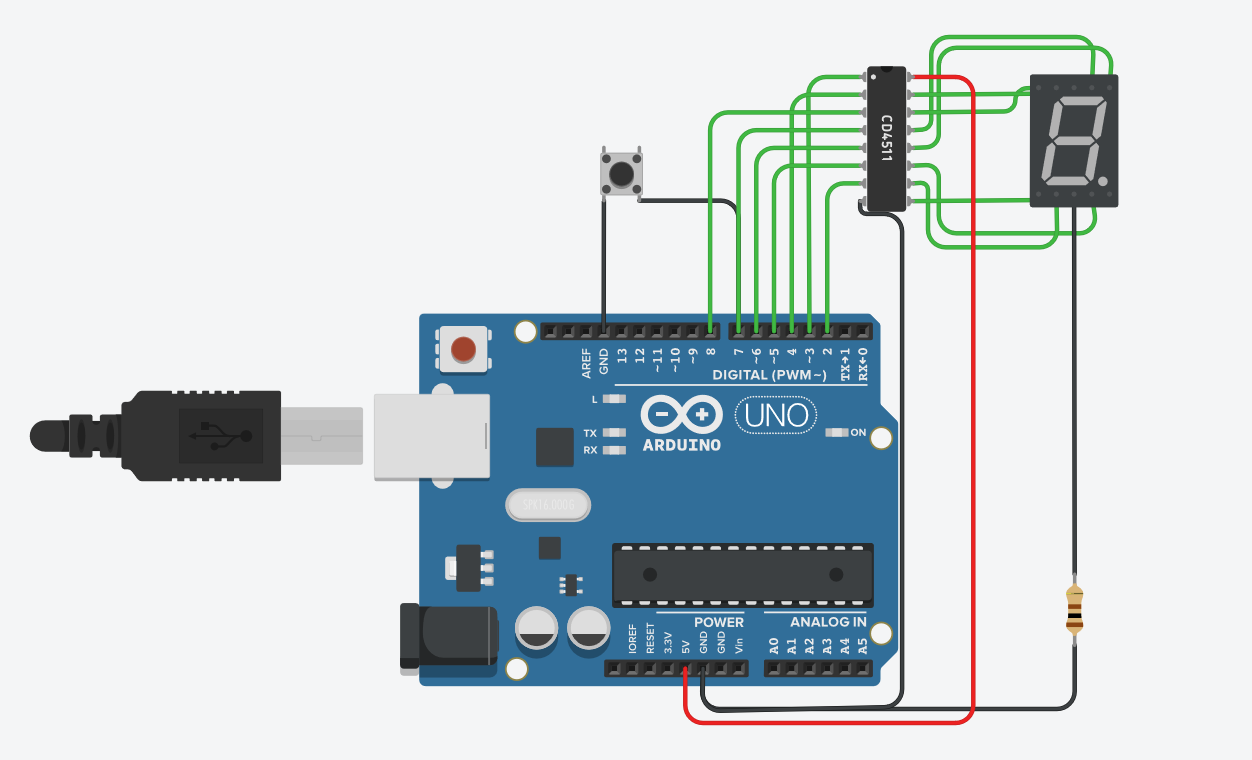 CD4511
AREF
GND
13
12
~11
~10
~9
8
7
~6
~5
4
~3
2
TX→1
RX←0
DIGITAL (PWM~)
L
TX
RX
ARDUINO
UNO
ON
SPK16.000G
POWER
ANALOG IN
IOREF
RESET
3.3V
5V
GND
GND
Vin
A0
A1
A2
A3
A4
A5